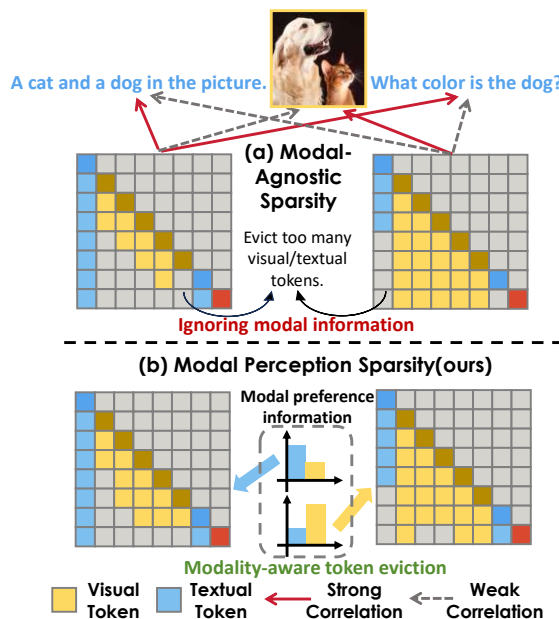 A cat and a dog in the picture.
What color is the dog?
(a) Modal-
Agnostic
Sparsity
Evict too many
visual/textual
tokens.
Ignoring modal information
(b) Modal Perception Sparsity(ours)
Modal preference
information
Modality-aware token eviction
Visual
Token
Textual
Token
Strong
Correlation
Weak
Correlation